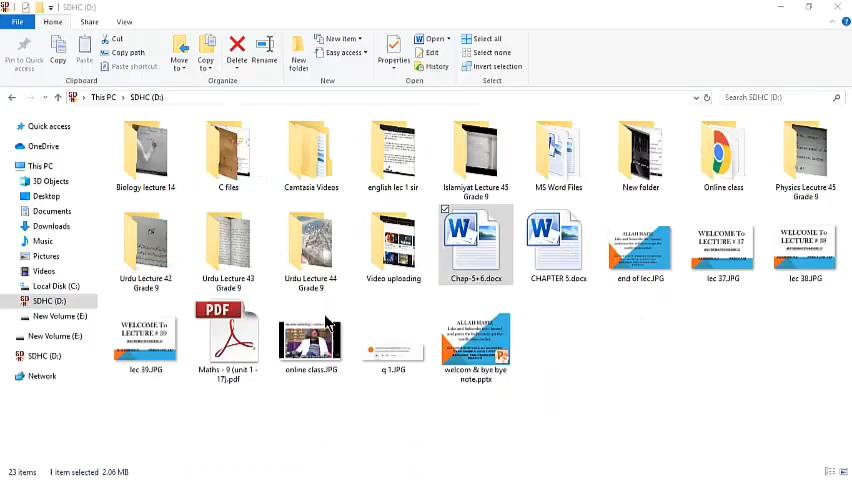 SDHC (D:)
File Home Share View
Pin to Quick access
Copy
Paste
Cut
Copy path
Paste shortcut
Clipboard
Move to
Copy to
Delete
Rename
Organize
New folder
New item
Easy access
New
Properties
Open
Edit
History
Open
Select all
Select none
Invert selection
Select
This PC SDHC (D:)
Search SDHC (D:)
Quick access
OneDrive
This PC
3D Objects
Desktop
Documents
Downloads
Music
Pictures
Videos
Local Disk (C:)
SDHC (D:)
New Volume (E:)
New Volume (E:)
SDHC (D:)
Network
Biology lecture 14
C files
Camtasia Videos
english lec 1 sir
Islamiyat Lecture 45 Grade 9
MS Word Files
New folder
Online class
Physics Lecutre 45 Grade 9
Urdu Lecture 42 Grade 9
Urdu Lecture 43 Grade 9
Urdu Lecture 44 Grade 9
Video uploading
Chap-5+6.docx
CHAPTER 5.docx
ALLAH HAFIZ
end of lec.JPG
WELCOME To
LECTURE # 37
lec 37.JPG
WELCOME To
LECTURE # 38
lec 38.JPG
WELCOME To
LECTURE # 39
lec 39.JPG
PDF
Maths - 9 (unit 1 - 17).pdf
online class.JPG
q 1.JPG
ALLAH HAFIZ
welcom & bye bye note.pptx
23 items 1 item selected 2.06 MB